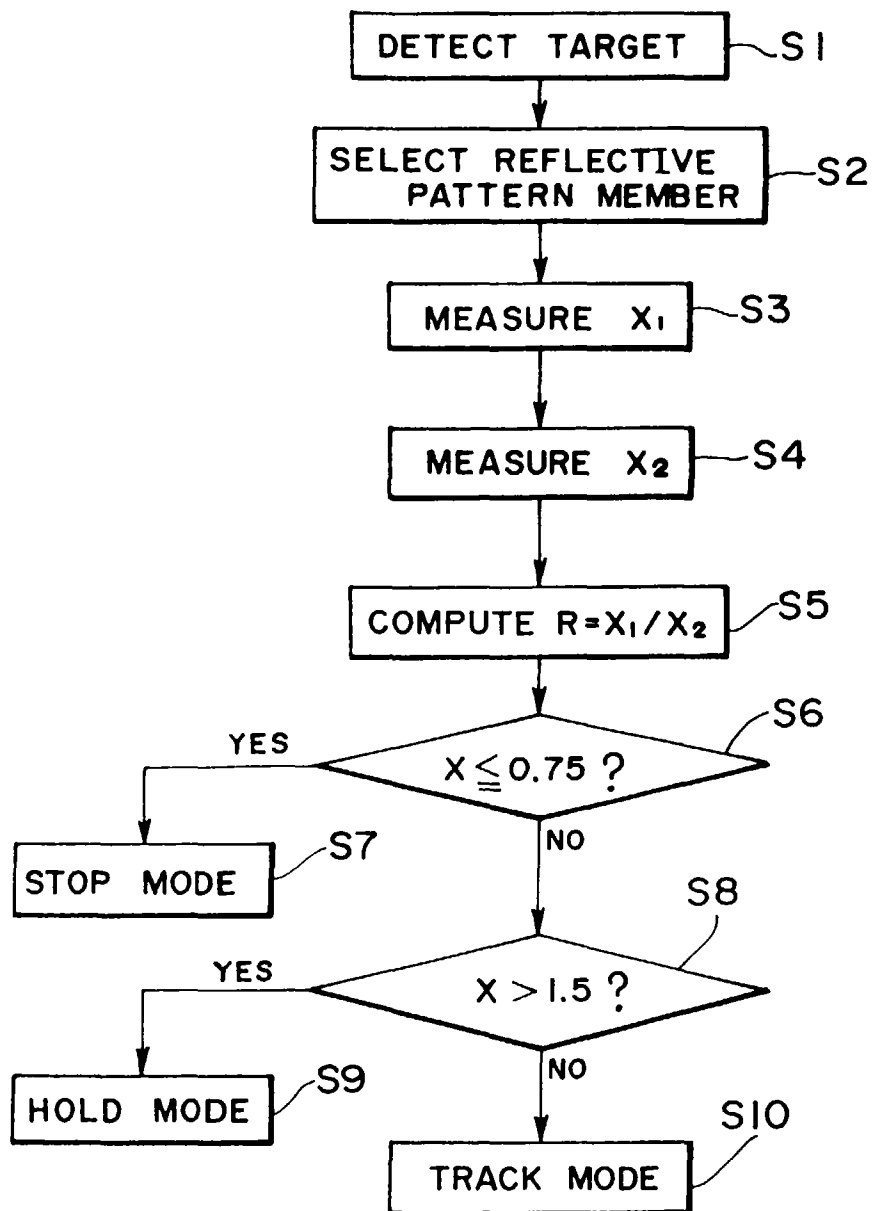 DETECT TARGET
S1
SELECT REFLECTIVE
PATTERN MEMBER
S2
MEASURE X₁
S3
MEASURE X₂
S4
COMPUTE R=X₁/X₂
S5
X ≦ 0.75 ?
S6
YES
NO
STOP MODE
S7
X > 1.5 ?
S8
YES
NO
HOLD MODE
S9
TRACK MODE
S10